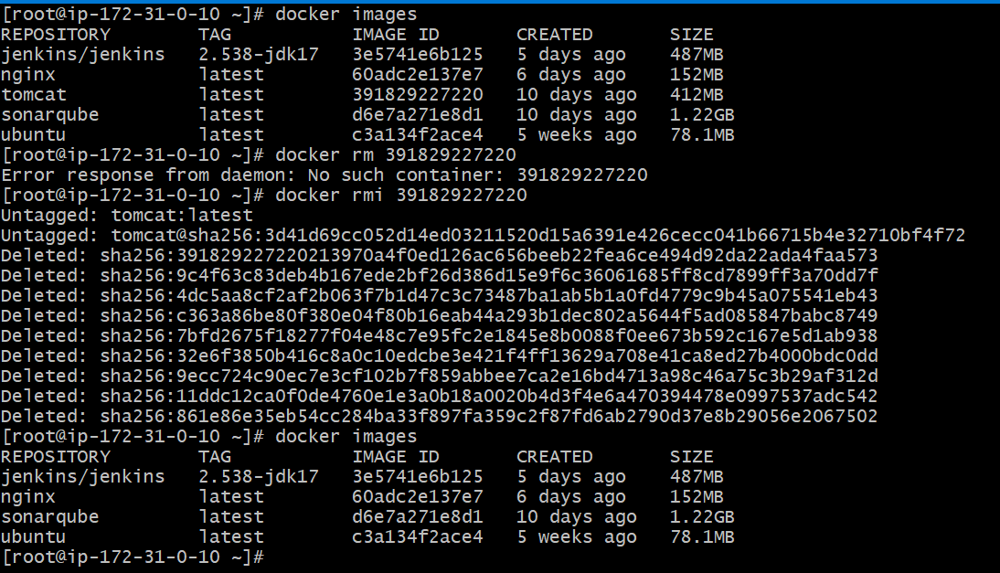 [root@ip-172-31-0-10 ~]# docker images
REPOSITORY TAG IMAGE ID CREATED SIZE
jenkins/jenkins 2.538-jdk17 3e5741e6b125 5 days ago 487MB
nginx latest 60adc2e137e7 6 days ago 152MB
tomcat latest 391829227220 10 days ago 412MB
sonarqube latest d6e7a271e8d1 10 days ago 1.22GB
ubuntu latest c3a134f2ace4 5 weeks ago 78.1MB
[root@ip-172-31-0-10 ~]# docker rm 391829227220
Error response from daemon: No such container: 391829227220
[root@ip-172-31-0-10 ~]# docker rmi 391829227220
Untagged: tomcat:latest
Untagged: tomcat@sha256:3d41d69cc052d14ed03211520d15a6391e426cecc041b66715b4e32710bf4f72
Deleted: sha256:391829227220213970a4f0ed126ac656beeb22fea6ce494d92da22ada4faa573
Deleted: sha256:9c4f63c83deb4b167ede2bf26d386d15e9f6c36061685ff8cd7899ff3a70dd7f
Deleted: sha256:4dc5aa8cf2af2b063f7b1d47c3c73487ba1ab5b1a0fd4779c9b45a075541eb43
Deleted: sha256:c363a86be80f380e04f80b16eab44a293b1dec802a5644f5ad085847babc8749
Deleted: sha256:7bfd2675f18277f04e48c7e95fc2e1845e8b0088f0ee673b592c167e5d1ab938
Deleted: sha256:32e6f3850b416c8a0c10edcbe3e421f4ff13629a708e41ca8ed27b4000bdc0dd
Deleted: sha256:9ecc724c90ec7e3cf102b7f859abbee7ca2e16bd4713a98c46a75c3b29af312d
Deleted: sha256:11ddc12ca0f0de4760e1e3a0b18a0020b4d3f4e6a470394478e0997537adc542
Deleted: sha256:861e86e35eb54cc284ba33f897fa359c2f87fd6ab2790d37e8b29056e2067502
[root@ip-172-31-0-10 ~]# docker images
REPOSITORY TAG IMAGE ID CREATED SIZE
jenkins/jenkins 2.538-jdk17 3e5741e6b125 5 days ago 487MB
nginx latest 60adc2e137e7 6 days ago 152MB
sonarqube latest d6e7a271e8d1 10 days ago 1.22GB
ubuntu latest c3a134f2ace4 5 weeks ago 78.1MB
[root@ip-172-31-0-10 ~]#